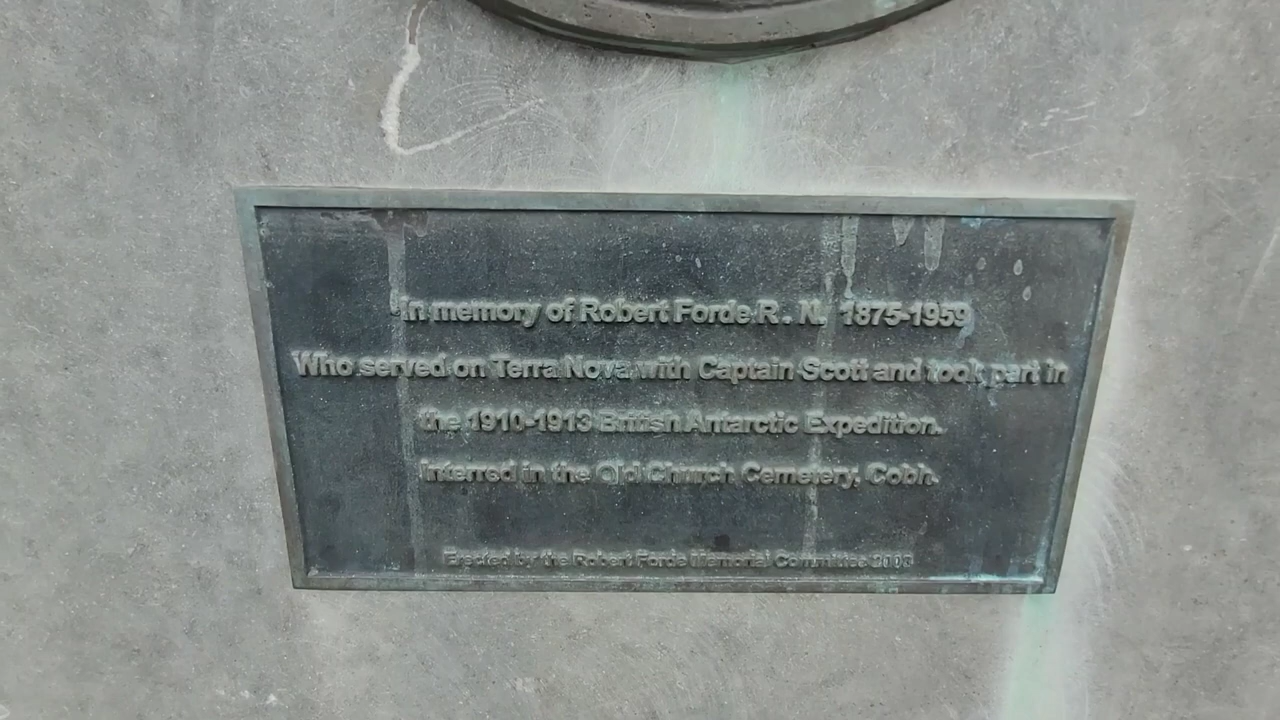 In memory of Robert Forde R. N. 1875-1959
Who served on Terra Nova with Captain Scott and took part in
the 1910-1913 British Antarctic Expedition.
Interred in the Old Church Cemetery, Cobh.
Erected by the Robert Forde Memorial Committee